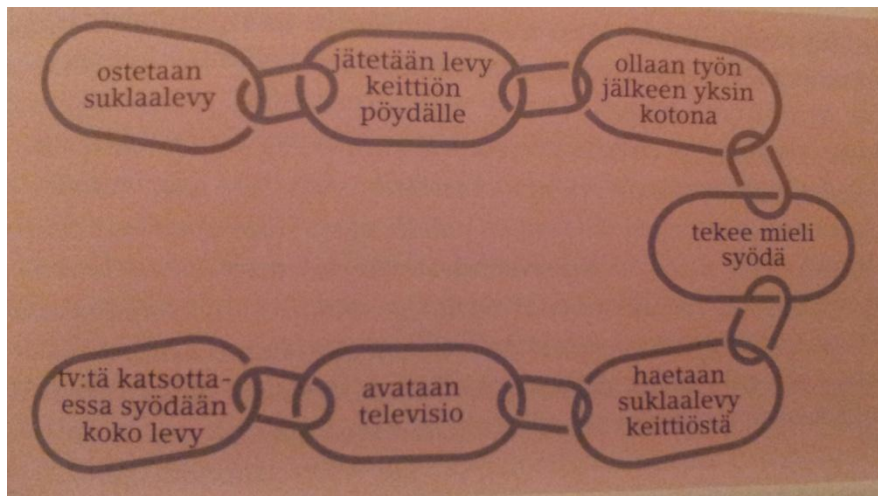 ostetaan
suklaalevy
jätetään levy
keittiön
pöydälle
ollaan työn
jälkeen yksin
kotona
tekee mieli
syödä
haetaan
suklaalevy
keittiöstä
avataan
televisio
tv:tä katsotta-
essa syödään
koko levy